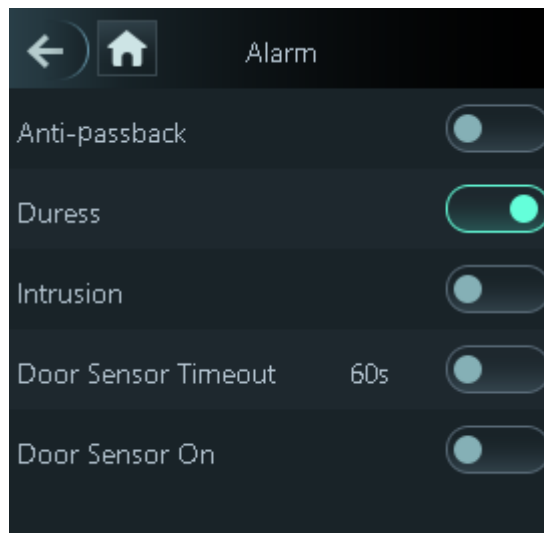 Alarm
Anti-passback
Duress
Intrusion
Door Sensor Timeout 60s
Door Sensor On